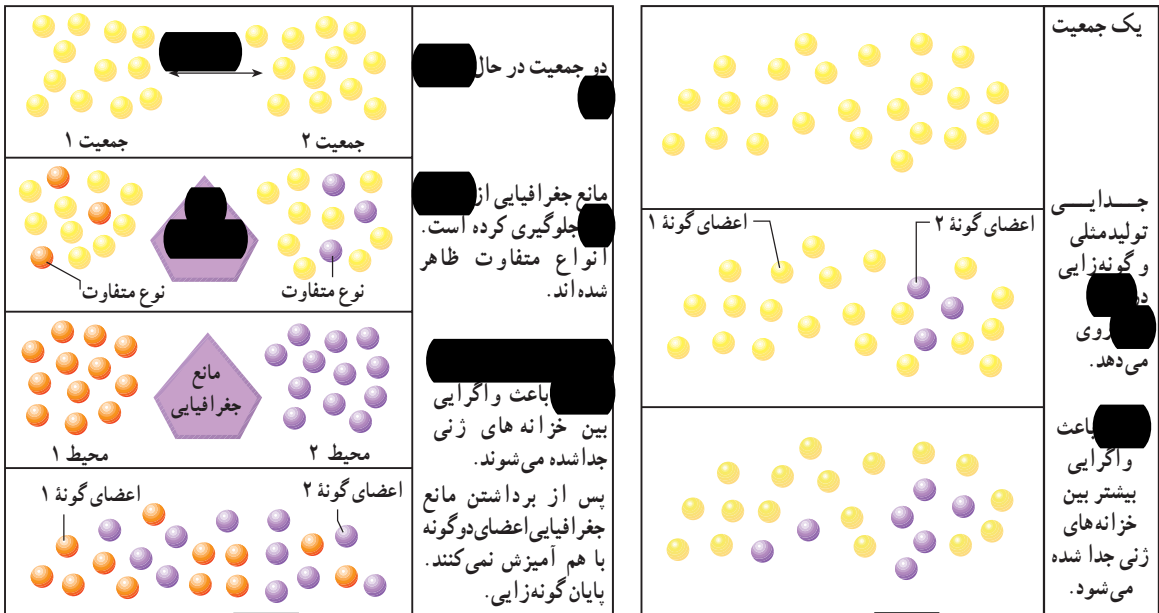 یک جمعیت
جـــدایـــی
تولیدمثلی
و گونه‌زایی
در
روی
می‌دهد.
باعث
واگرایی
بیشتر بین
خزانه‌های
ژنی جدا شده
می‌شود.
اعضای گونهٔ ۱
اعضای گونهٔ ۲
دو جمعیت در حال
مانع جغرافیایی از
جلوگیری کرده است.
انواع متفاوت ظاهر
شده‌اند.
باعث واگرایی
بین خزانه های ژنی
جداشده می‌شوند.
پس از برداشتن مانع
جغرافیایی‌اعضای‌دوگونه
با هم آمیزش نمی‌کنند.
پایان گونه‌زایی.
جمعیت ۱
جمعیت ۲
نوع متفاوت
نوع متفاوت
مانع
جغرافیایی
محیط ۱
محیط ۲
اعضای گونهٔ ۱
اعضای گونهٔ ۲